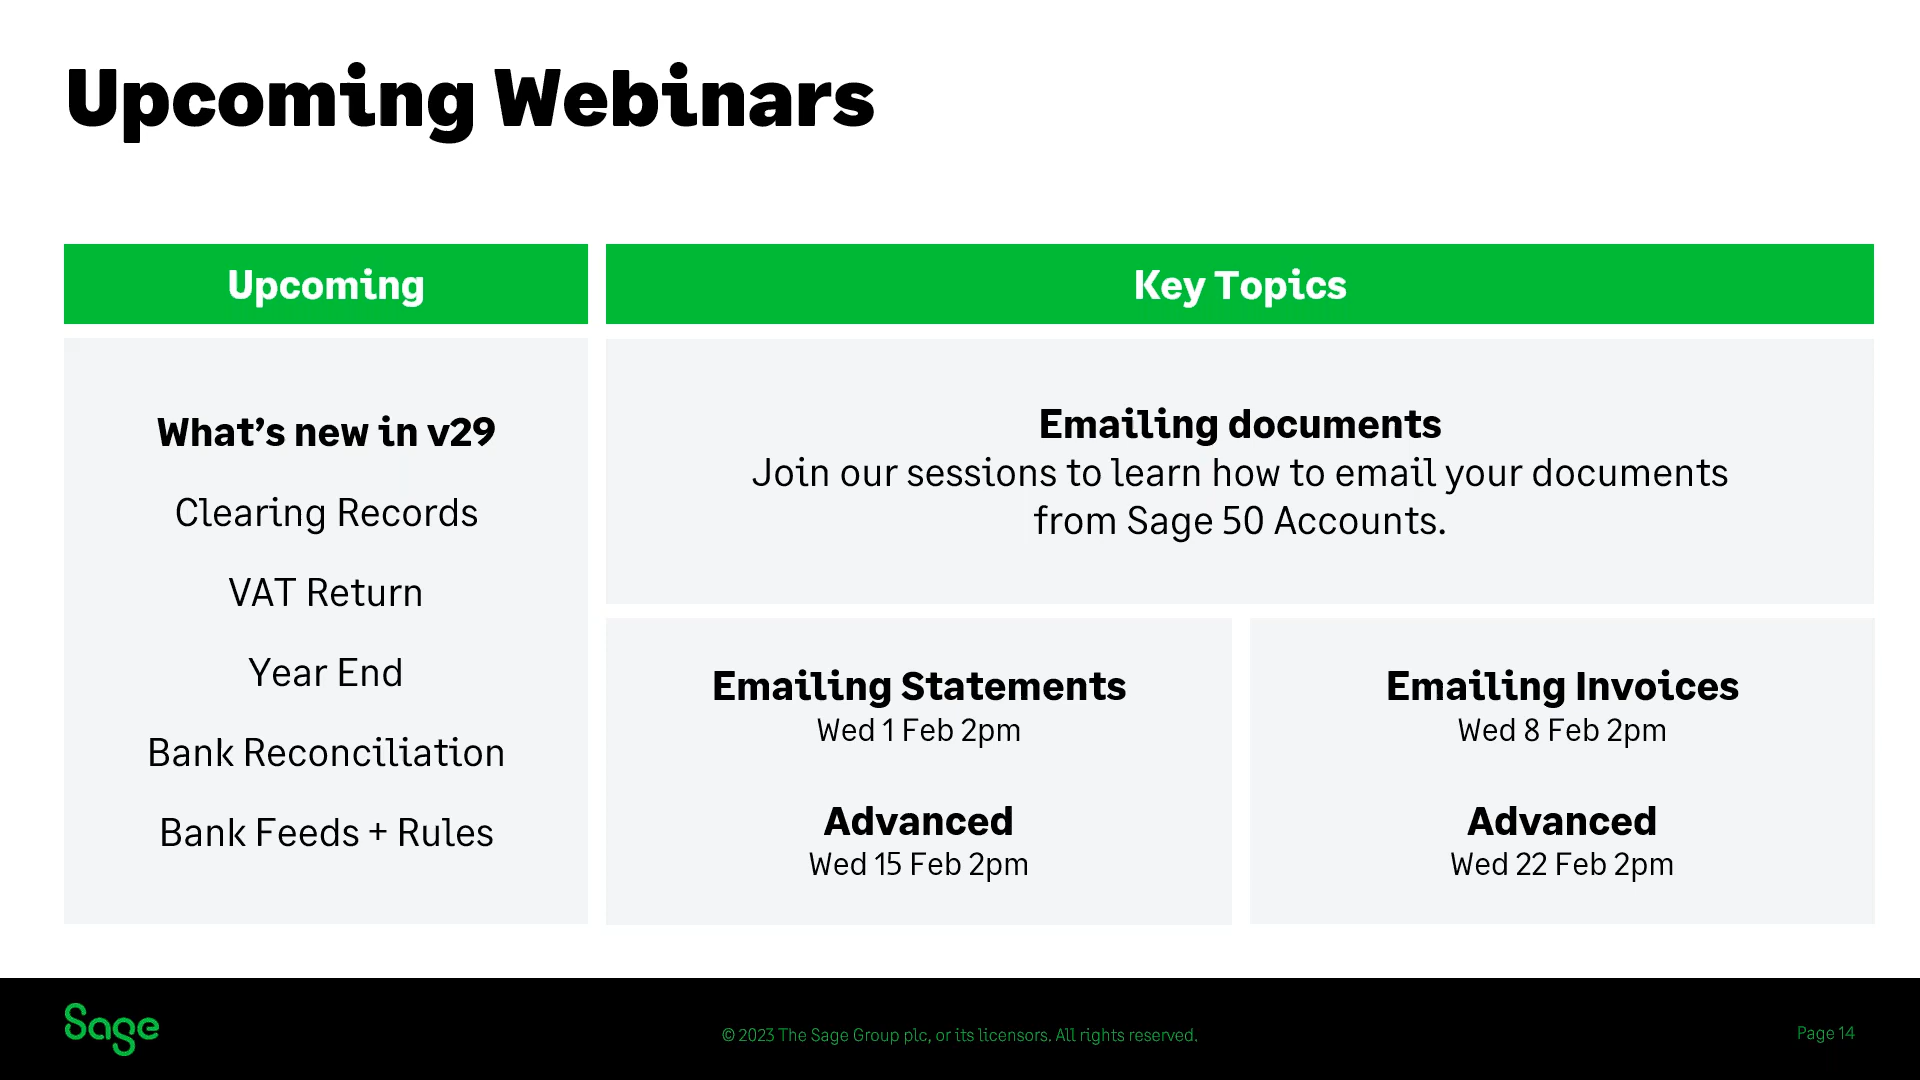 Upcoming Webinars
Upcoming
What’s new in v29
Clearing Records
VAT Return
Year End
Bank Reconciliation
Bank Feeds + Rules
Key Topics
Emailing documents
Join our sessions to learn how to email your documents
from Sage 50 Accounts.
Emailing Statements
Wed 1 Feb 2pm
Advanced
Wed 15 Feb 2pm
Emailing Invoices
Wed 8 Feb 2pm
Advanced
Wed 22 Feb 2pm
Sage
© 2023 The Sage Group plc, or its licensors. All rights reserved.
Page 14